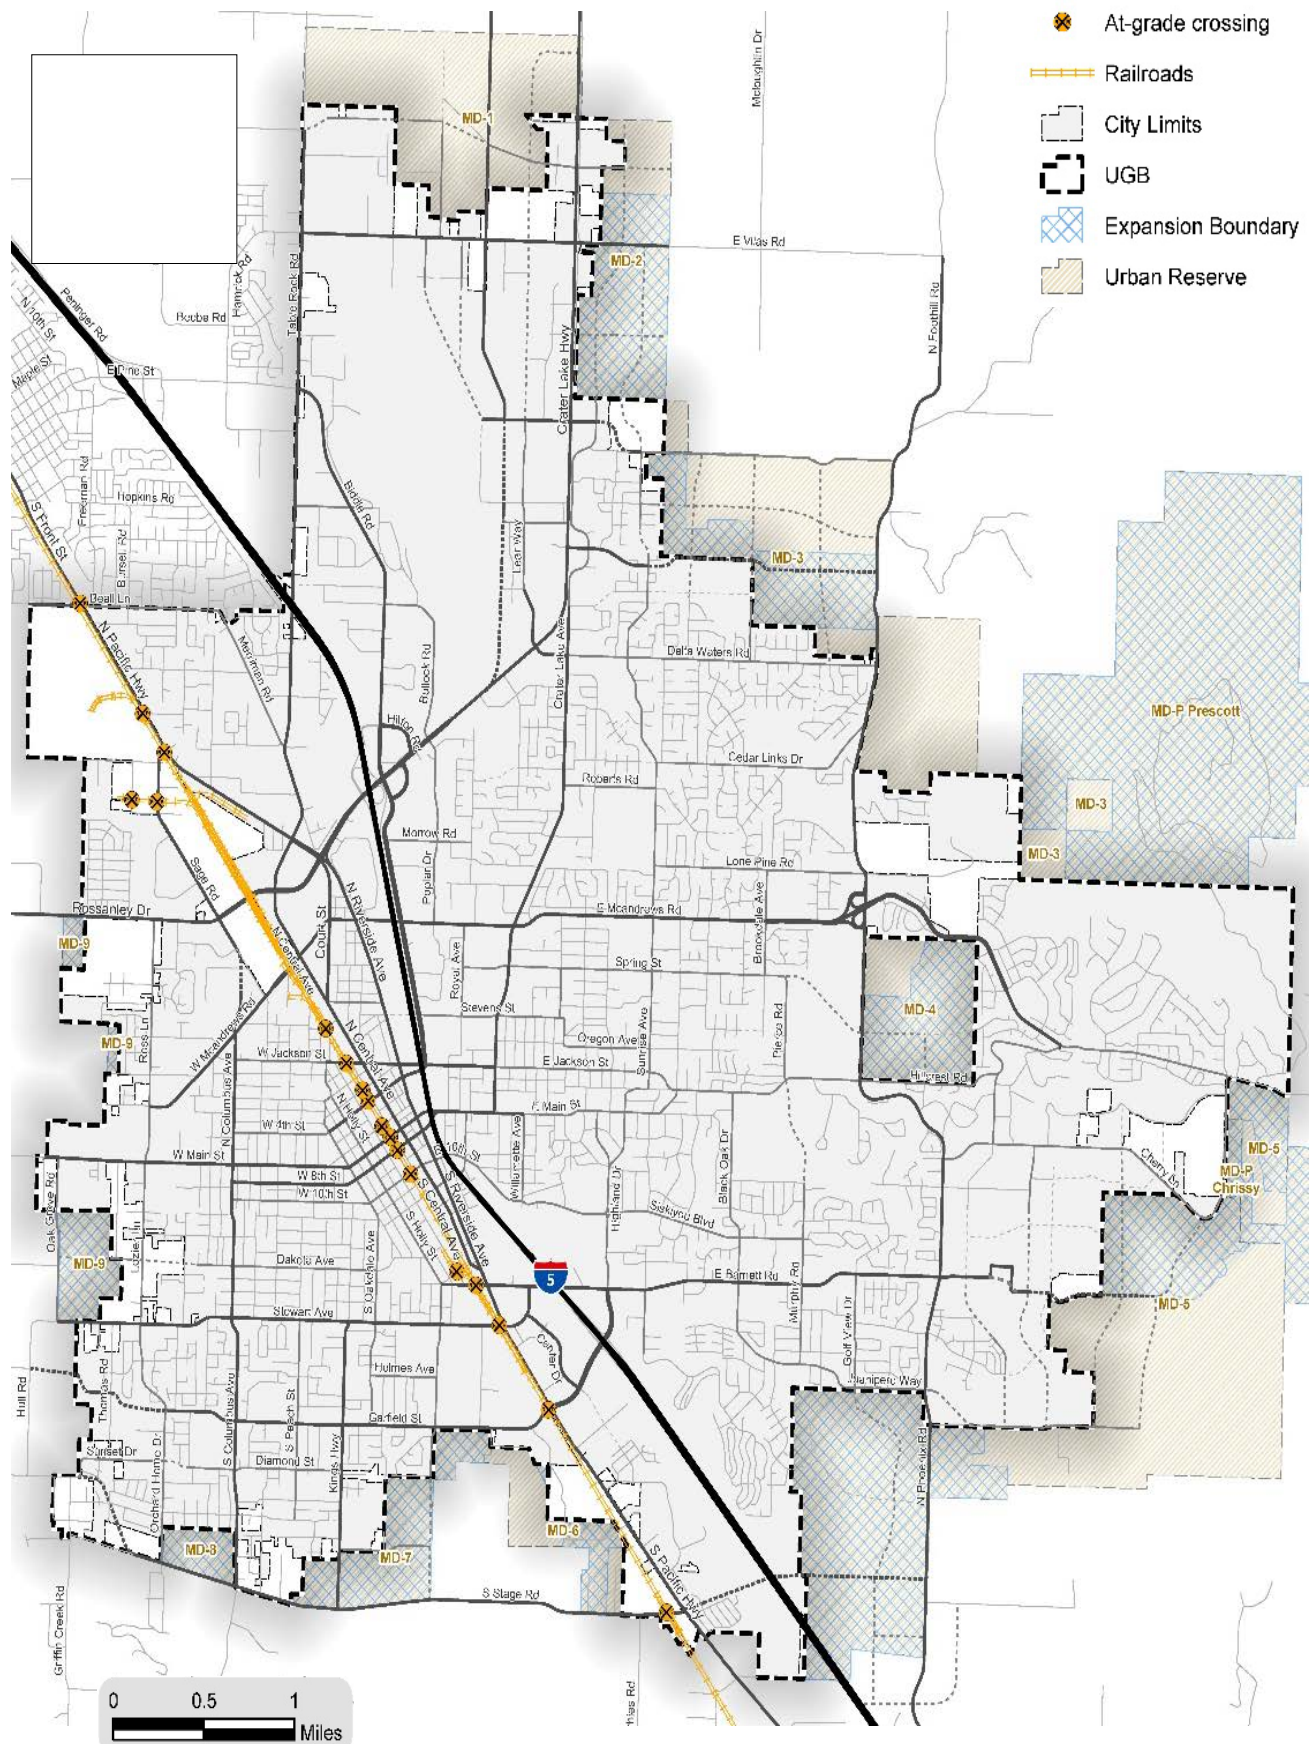 At-grade crossing
Railroads
City Limits
UGB
Expansion Boundary
Urban Reserve
Mcloughlin Dr
MD-1
E Vilas Rd
MD-2
Peninger Rd
N 10th St
Hamrick Rd
Beebe Rd
Table Rock Rd
N Foothill Rd
Maple St
E Pine St
Crater Lake Hwy
Freeman Rd
Hopkins Rd
Biddle Rd
S Front St
Bursell Rd
Lear Way
MD-3
Beall Ln
N Pacific Hwy
Merriman Rd
Bullock Rd
Crater Lake Ave
Delta Waters Rd
MD-P Prescott
Hilton Rd
Cedar Links Dr
Roberts Rd
MD-3
Morrow Rd
MD-3
Lone Pine Rd
Sage Rd
Poplar Dr
N Riverside Ave
Brookdale Ave
Rossanley Dr
Court St
E Mcandrews Rd
MD-9
N Central Ave
Royal Ave
Spring St
MD-4
Stevens St
W Mcandrews Rd
Ross Ln
MD-9
N Central Ave
Oregon Ave
Sunrise Ave
Pierce Rd
W Jackson St
E Jackson St
Hillcrest Rd
N Columbus Ave
N Holly St
E Main St
W 4th St
W Main St
E 10th St
Willamette Ave
Black Oak Dr
MD-5
Cherry Ln
MD-P
Chrissy
W 8th St
W 10th St
S Riverside Ave
S Central Ave
Highland Dr
Siskiyou Blvd
Oak Grove Rd
S Holly St
MD-9
Lozier Ln
Dakota Ave
S Oakdale Ave
5
E Barnett Rd
Murphy Rd
MD-5
Stewart Ave
Center Dr
Golf View Dr
Holmes Ave
Juanipero Way
Hull Rd
Thomas Rd
S Columbus Ave
S Peach St
Garfield St
Sunset Dr
Orchard Home Dr
Diamond St
Kings Hwy
N Phoenix Rd
MD-6
MD-8
MD-7
S Pacific Hwy
S Stage Rd
Griffin Creek Rd
0 0.5 1
Miles